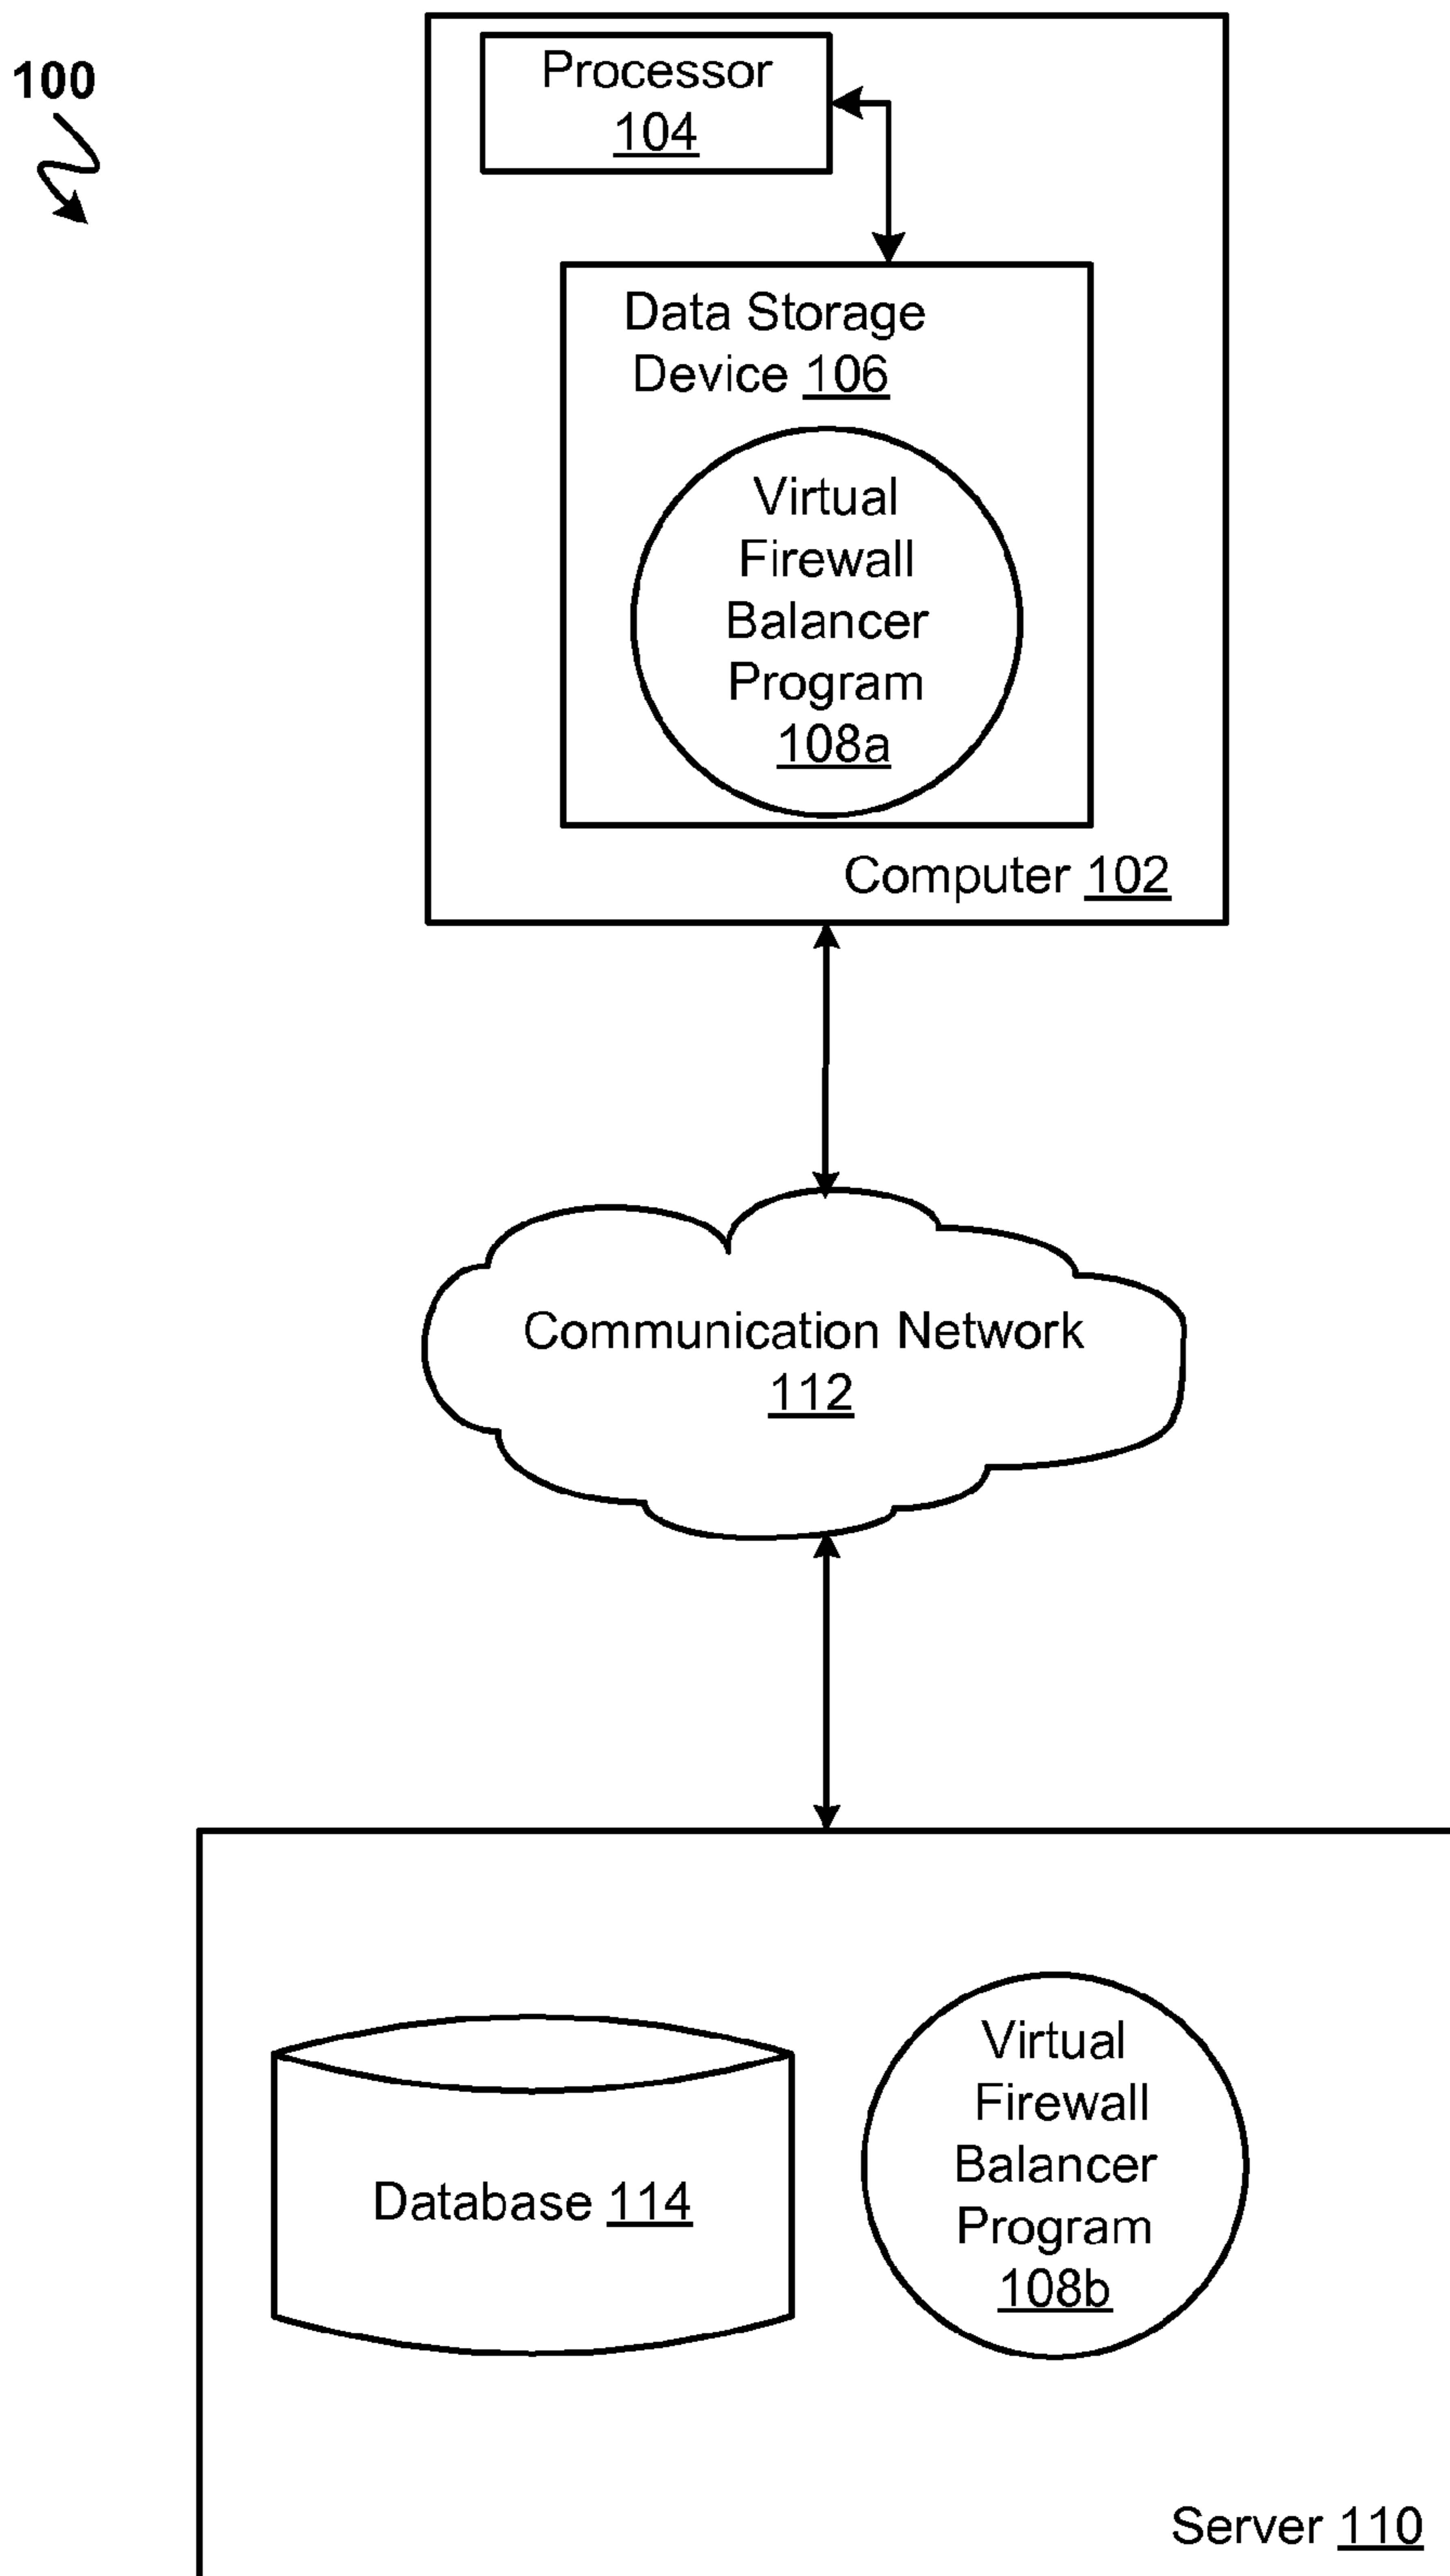 100
Processor
104
Data Storage
Device 106
Virtual
Firewall
Balancer
Program
108a
Computer 102
Communication Network
112
Database 114
Virtual
Firewall
Balancer
Program
108b
Server 110